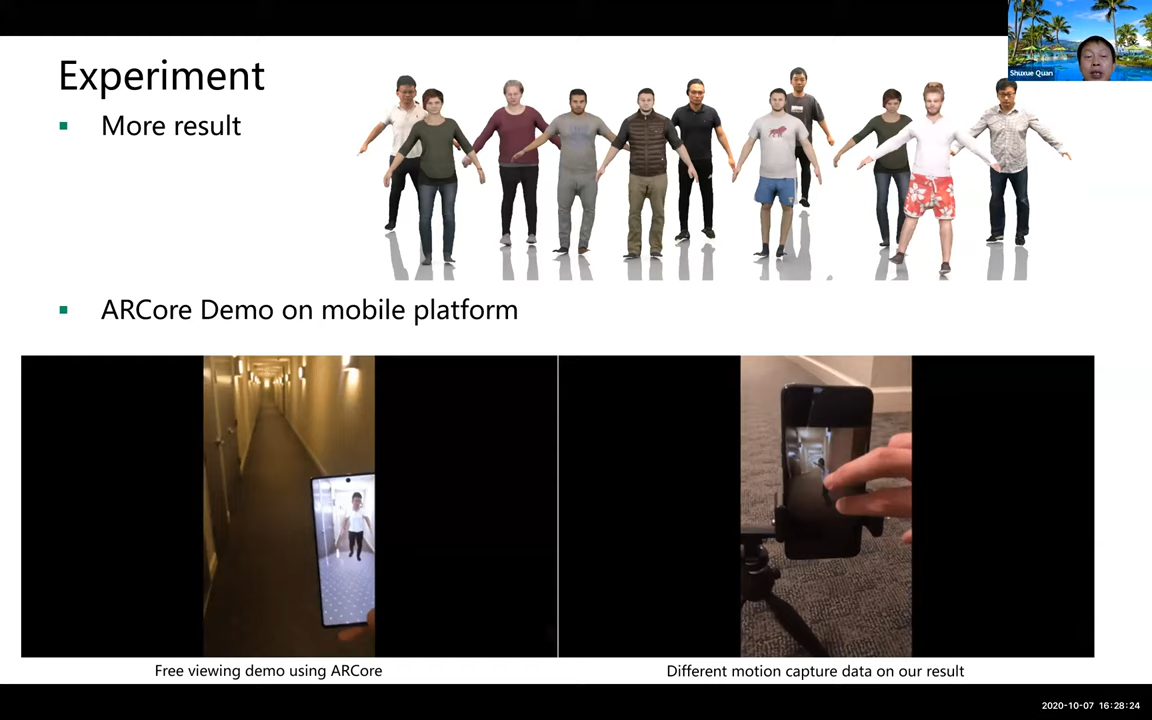 Shuxue Quan
Experiment
▪ More result
▪ ARCore Demo on mobile platform
Free viewing demo using ARCore
Different motion capture data on our result
2020-10-07 16:28:24